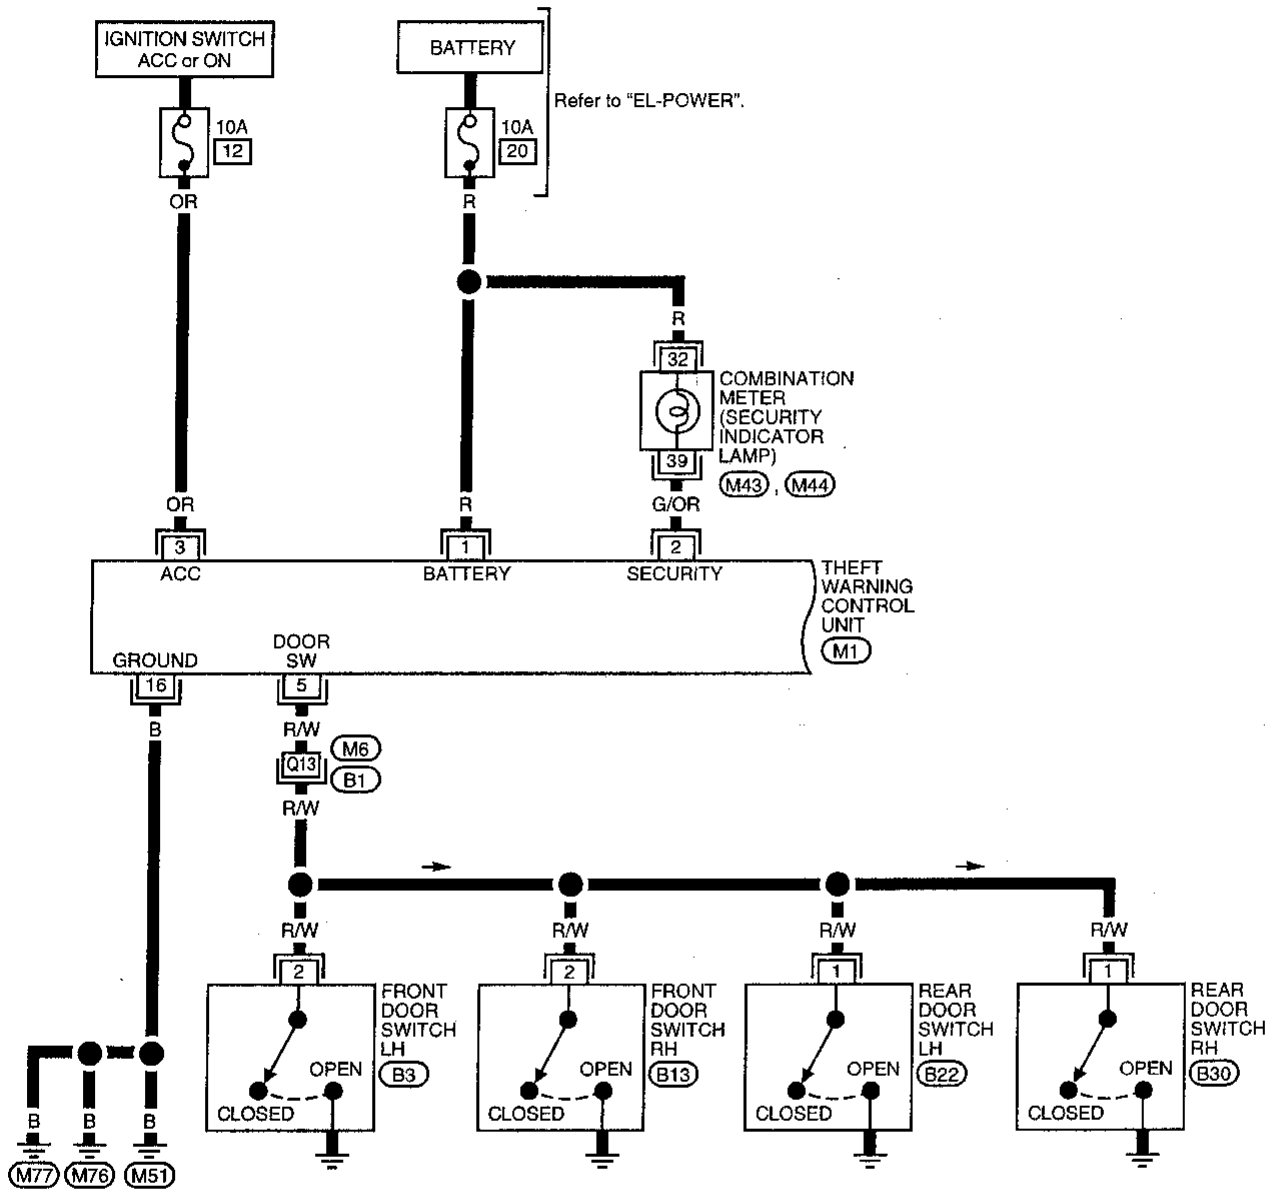 IGNITION SWITCH
ACC or ON
BATTERY
Refer to "EL-POWER".
10A
12
10A
20
OR
R
R
32
COMBINATION
METER
(SECURITY
INDICATOR
LAMP)
39
M43 , M44
OR
R
G/OR
3
1
2
ACC
BATTERY
SECURITY
THEFT
WARNING
CONTROL
UNIT
M1
GROUND
DOOR
SW
16
5
B
R/W
Q13
M6
B1
R/W
R/W
R/W
R/W
R/W
2
2
1
1
FRONT
DOOR
SWITCH
LH
B3
OPEN
CLOSED
FRONT
DOOR
SWITCH
RH
B13
OPEN
CLOSED
REAR
DOOR
SWITCH
LH
B22
OPEN
CLOSED
REAR
DOOR
SWITCH
RH
B30
OPEN
CLOSED
B
B
B
M77
M76
M51